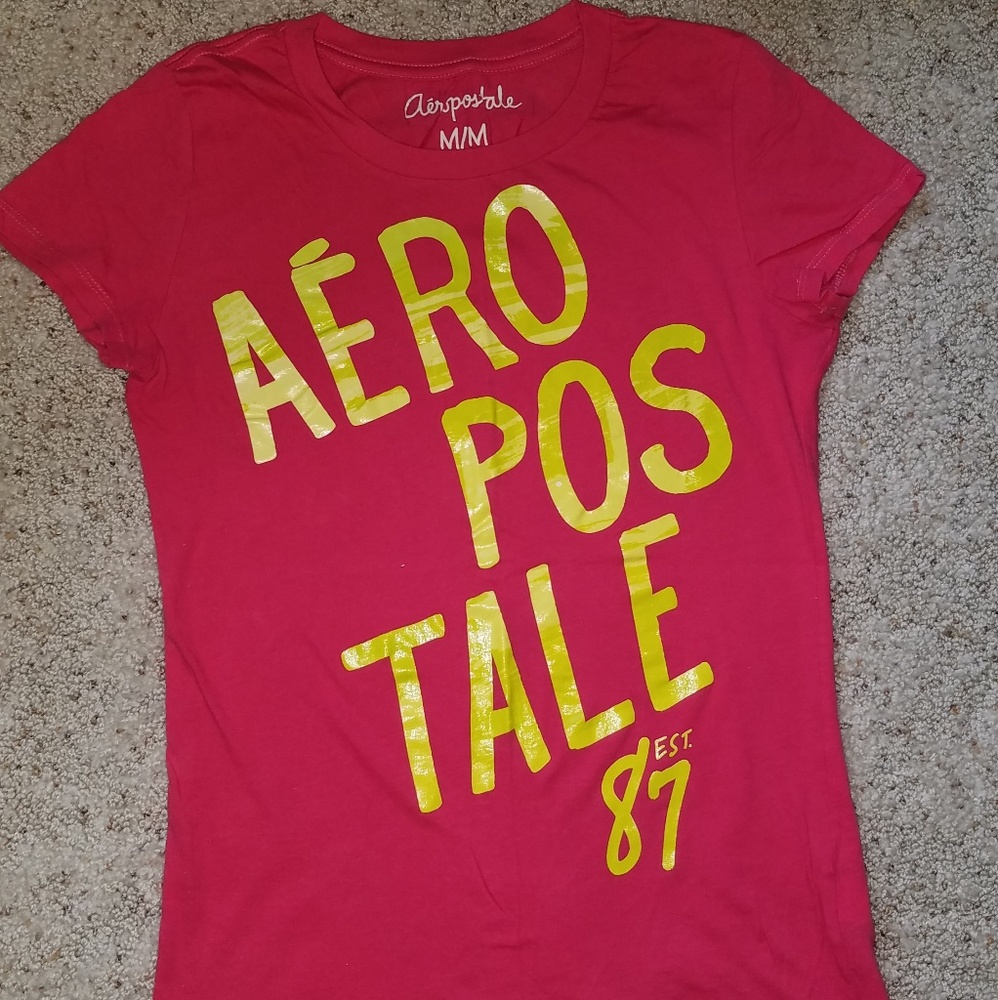 aéropostale
M/M
AÉRO
POS
TALE
EST.
87